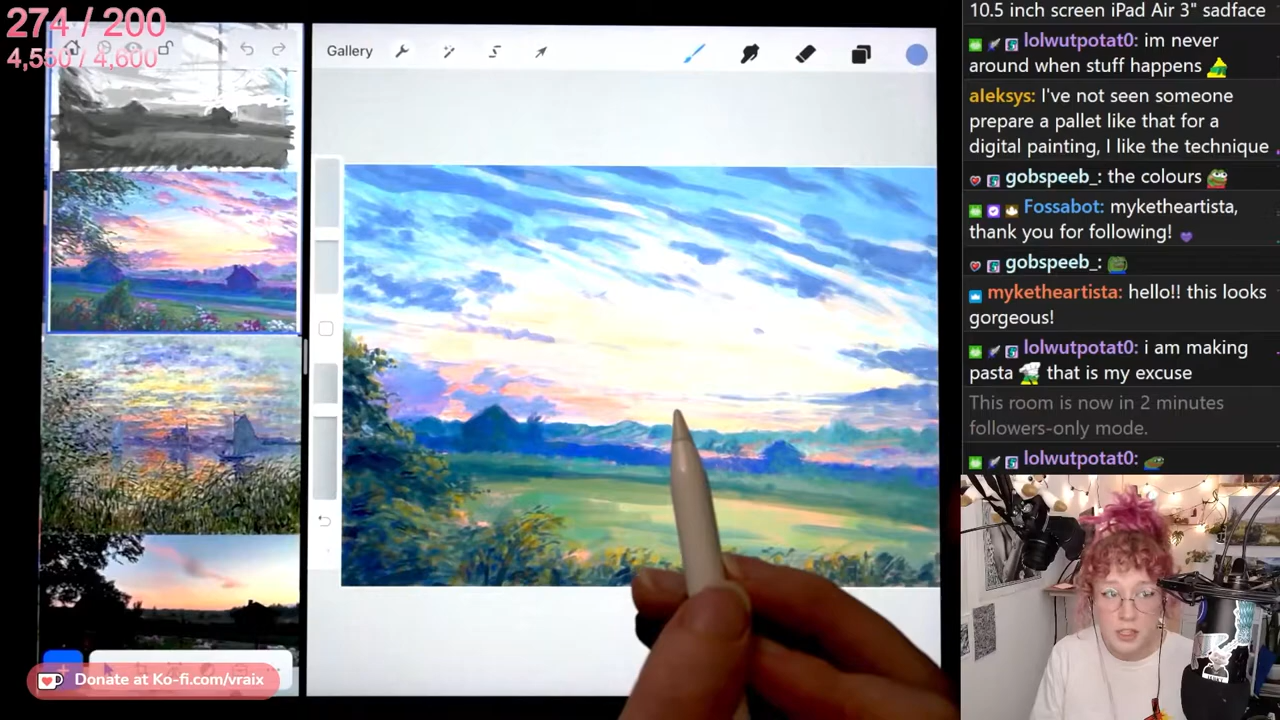 274 / 200
4,550 / 4,600
Gallery
Donate at Ko-fi.com/vraix
10.5 inch screen iPad Air 3" sadface
lolwutpotat0: im never
around when stuff happens
aleksys: I've not seen someone
prepare a pallet like that for a
digital painting, I like the technique
gobspeeb_: the colours
Fossabot: myketheartista,
thank you for following!
gobspeeb_:
myketheartista: hello!! this looks
gorgeous!
lolwutpotat0: i am making
pasta that is my excuse
This room is now in 2 minutes
followers-only mode.
lolwutpotat0: